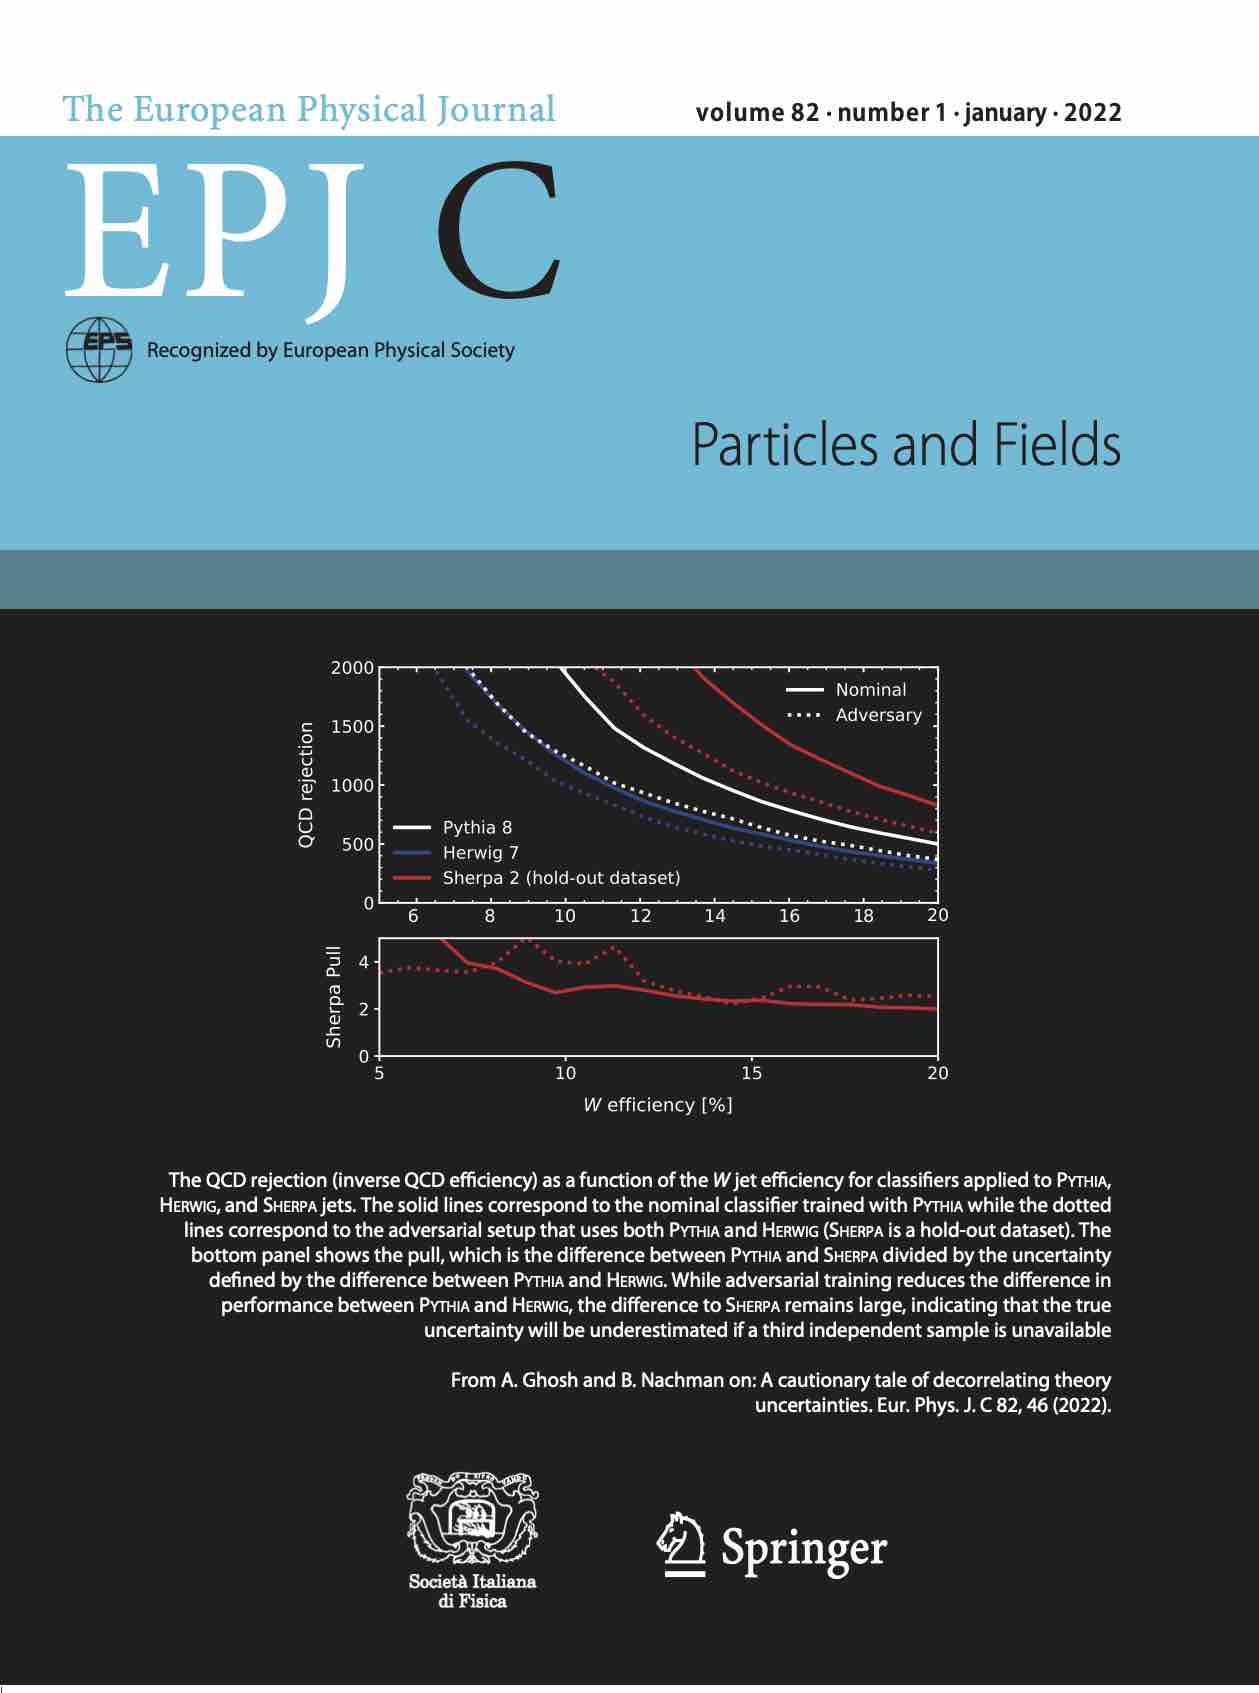 The European Physical Journal
volume 82 · number 1 · january · 2022
EPJ C
EPS
Recognized by European Physical Society
Particles and Fields
2000
1500
1000
500
0
QCD rejection
Nominal
Adversary
Pythia 8
Herwig 7
Sherpa 2 (hold-out dataset)
6 8 10 12 14 16 18 20
Sherpa Pull
4
2
0
5 10 15 20
W efficiency [%]
The QCD rejection (inverse QCD efficiency) as a function of the W jet efficiency for classifiers applied to PYTHIA,
HERWIG, and SHERPA jets. The solid lines correspond to the nominal classifier trained with PYTHIA while the dotted
lines correspond to the adversarial setup that uses both PYTHIA and HERWIG (SHERPA is a hold-out dataset). The
bottom panel shows the pull, which is the difference between PYTHIA and SHERPA divided by the uncertainty
defined by the difference between PYTHIA and HERWIG. While adversarial training reduces the difference in
performance between PYTHIA and HERWIG, the difference to SHERPA remains large, indicating that the true
uncertainty will be underestimated if a third independent sample is unavailable
From A. Ghosh and B. Nachman on: A cautionary tale of decorrelating theory
uncertainties. Eur. Phys. J. C 82, 46 (2022).
Società Italiana
di Fisica
Springer